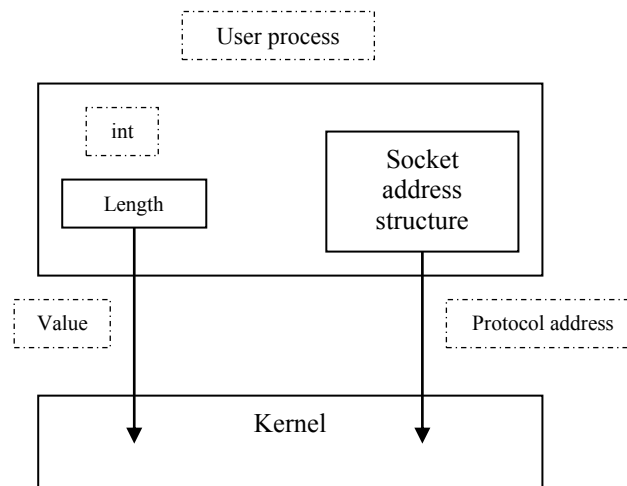 User process
int
Length
Socket
address
structure
Value
Protocol address
Kernel